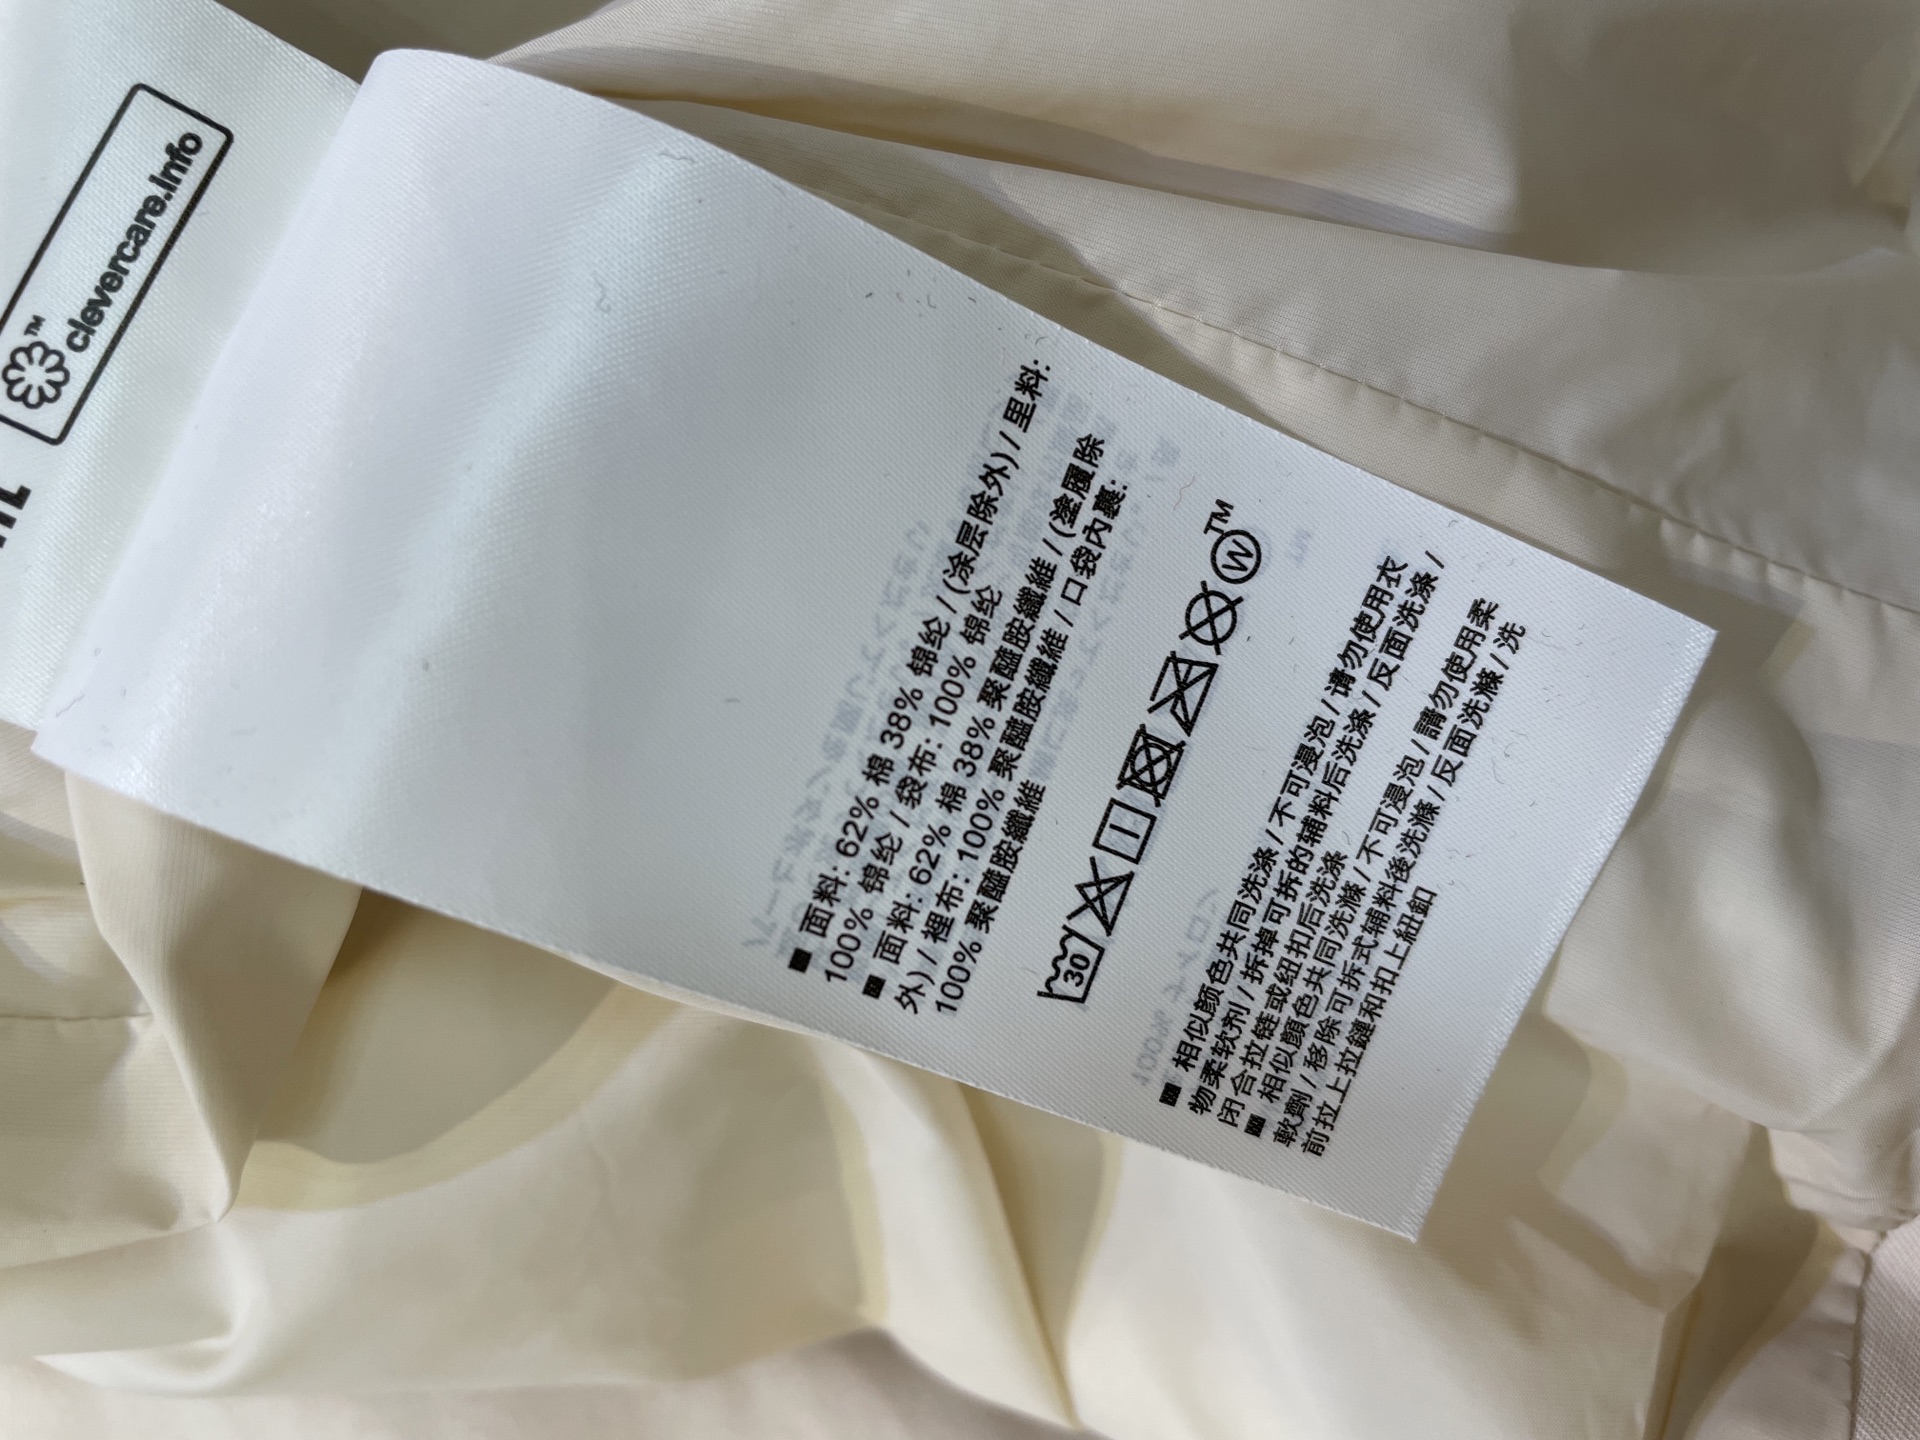 clevercare.info
TM
■ 面料: 62% 棉 38% 锦纶 / (涂层除外) / 里料:
100% 锦纶 / 袋布: 100% 锦纶
面料: 62% 棉 38% 聚醯胺纖維 / (塗層除
外) / 裡布: 100% 聚醯胺纖維 / 口袋內裏:
100% 聚醯胺纖維
30
W
TM
相似颜色共同洗涤 / 不可浸泡 / 请勿使用衣
物柔软剂 / 拆掉可拆的辅料后洗涤 / 反面洗涤 /
闭合拉链或纽扣后洗涤
相似顏色共同洗滌 / 不可浸泡 / 請勿使用柔
軟劑 / 移除可拆式輔料後洗滌 / 反面洗滌 / 洗
前拉上拉鏈和扣上紐釦